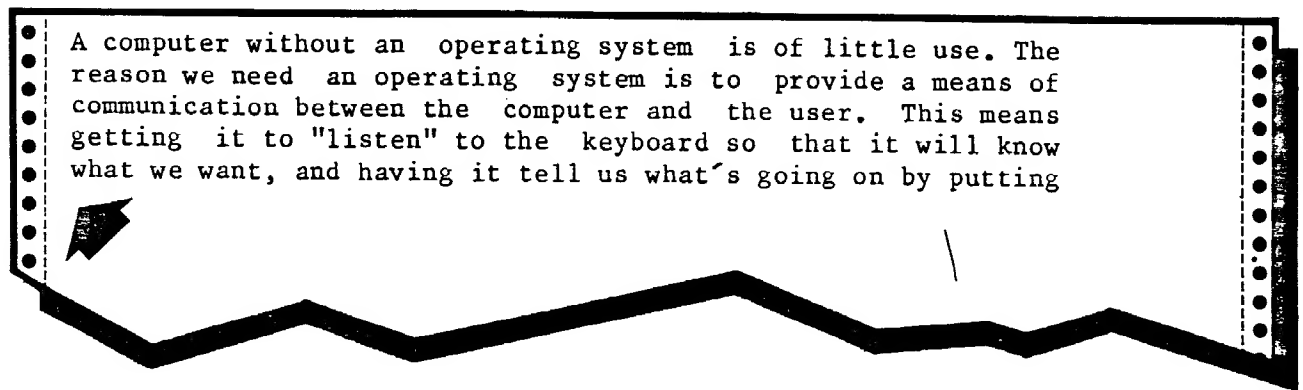 A computer without an  operating system  is of little use. The
reason we need  an operating  system is to  provide a means of
communication between the  computer and  the user.  This means
getting  it to "listen" to the  keyboard so  that it will know
what we want, and having it tell us what's going on by putting